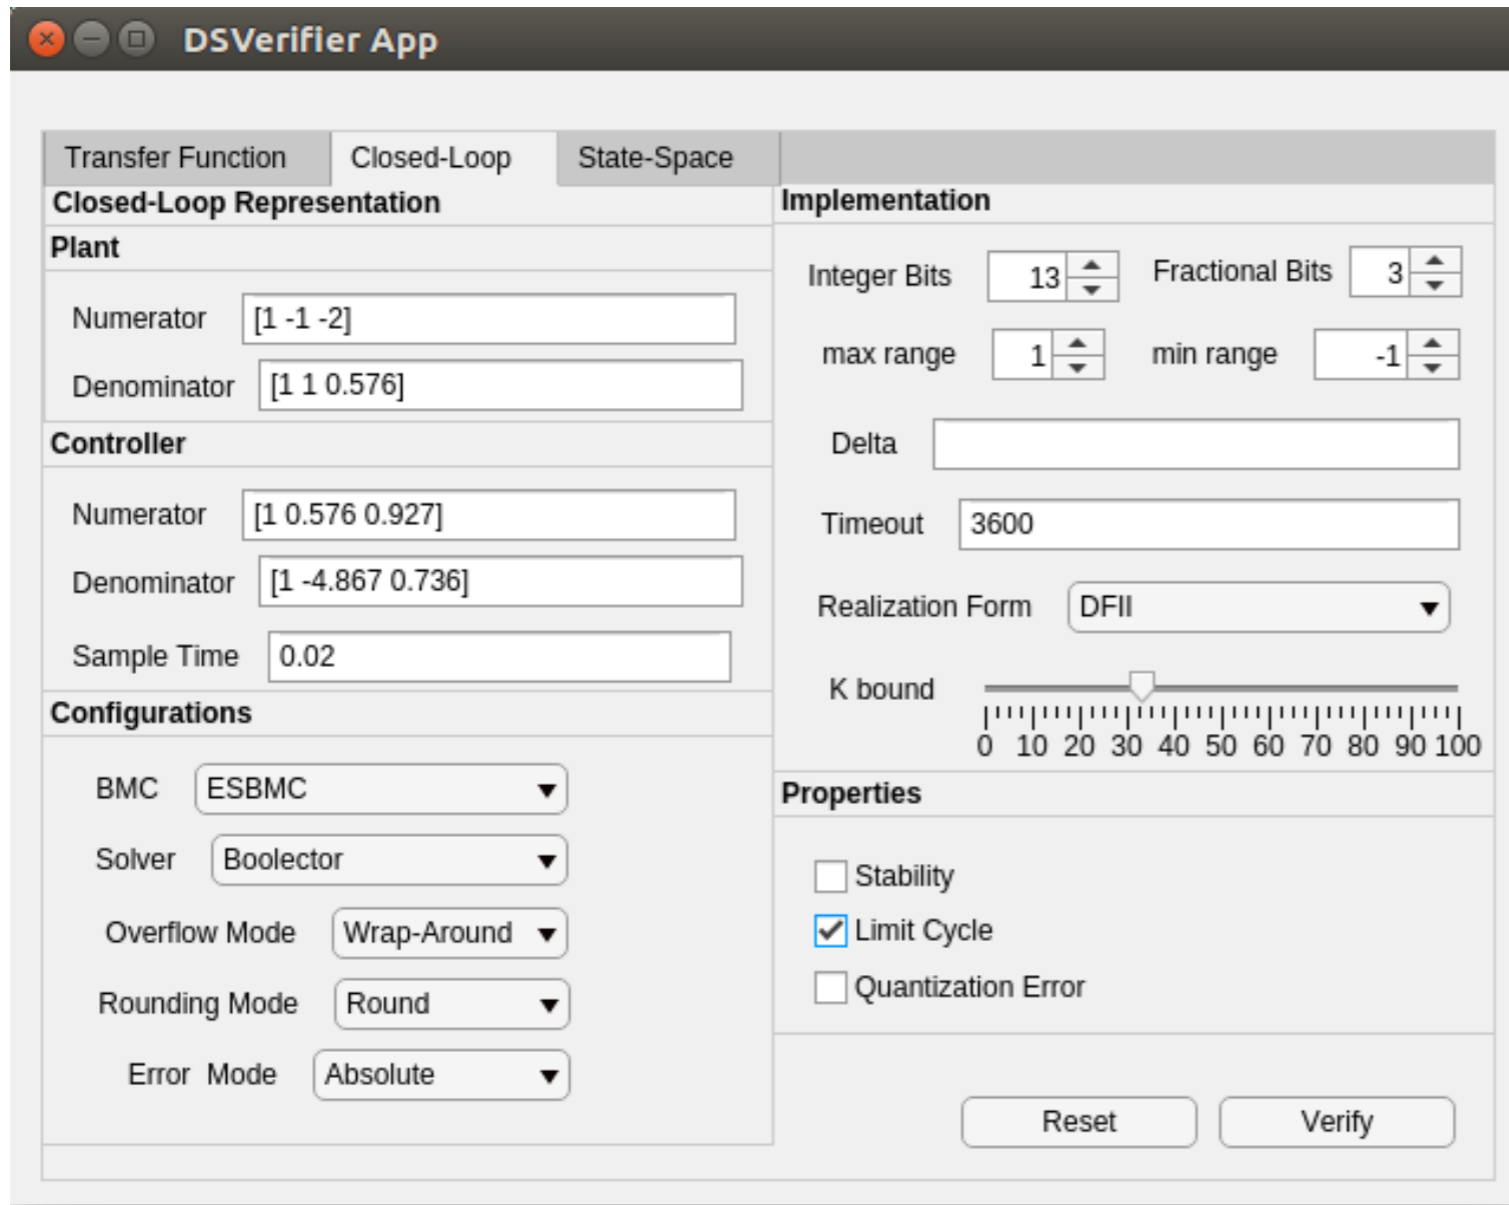 DSVerifier App
Transfer Function Closed-Loop State-Space
Closed-Loop Representation
Plant
Numerator [1 -1 -2]
Denominator [1 1 0.576]
Controller
Numerator [1 0.576 0.927]
Denominator [1 -4.867 0.736]
Sample Time 0.02
Configurations
BMC ESBMC
Solver Boolector
Overflow Mode Wrap-Around
Rounding Mode Round
Error Mode Absolute
Implementation
Integer Bits 13 Fractional Bits 3
max range 1 min range -1
Delta
Timeout 3600
Realization Form DFII
K bound
0 10 20 30 40 50 60 70 80 90 100
Properties
Stability
Limit Cycle
Quantization Error
Reset Verify